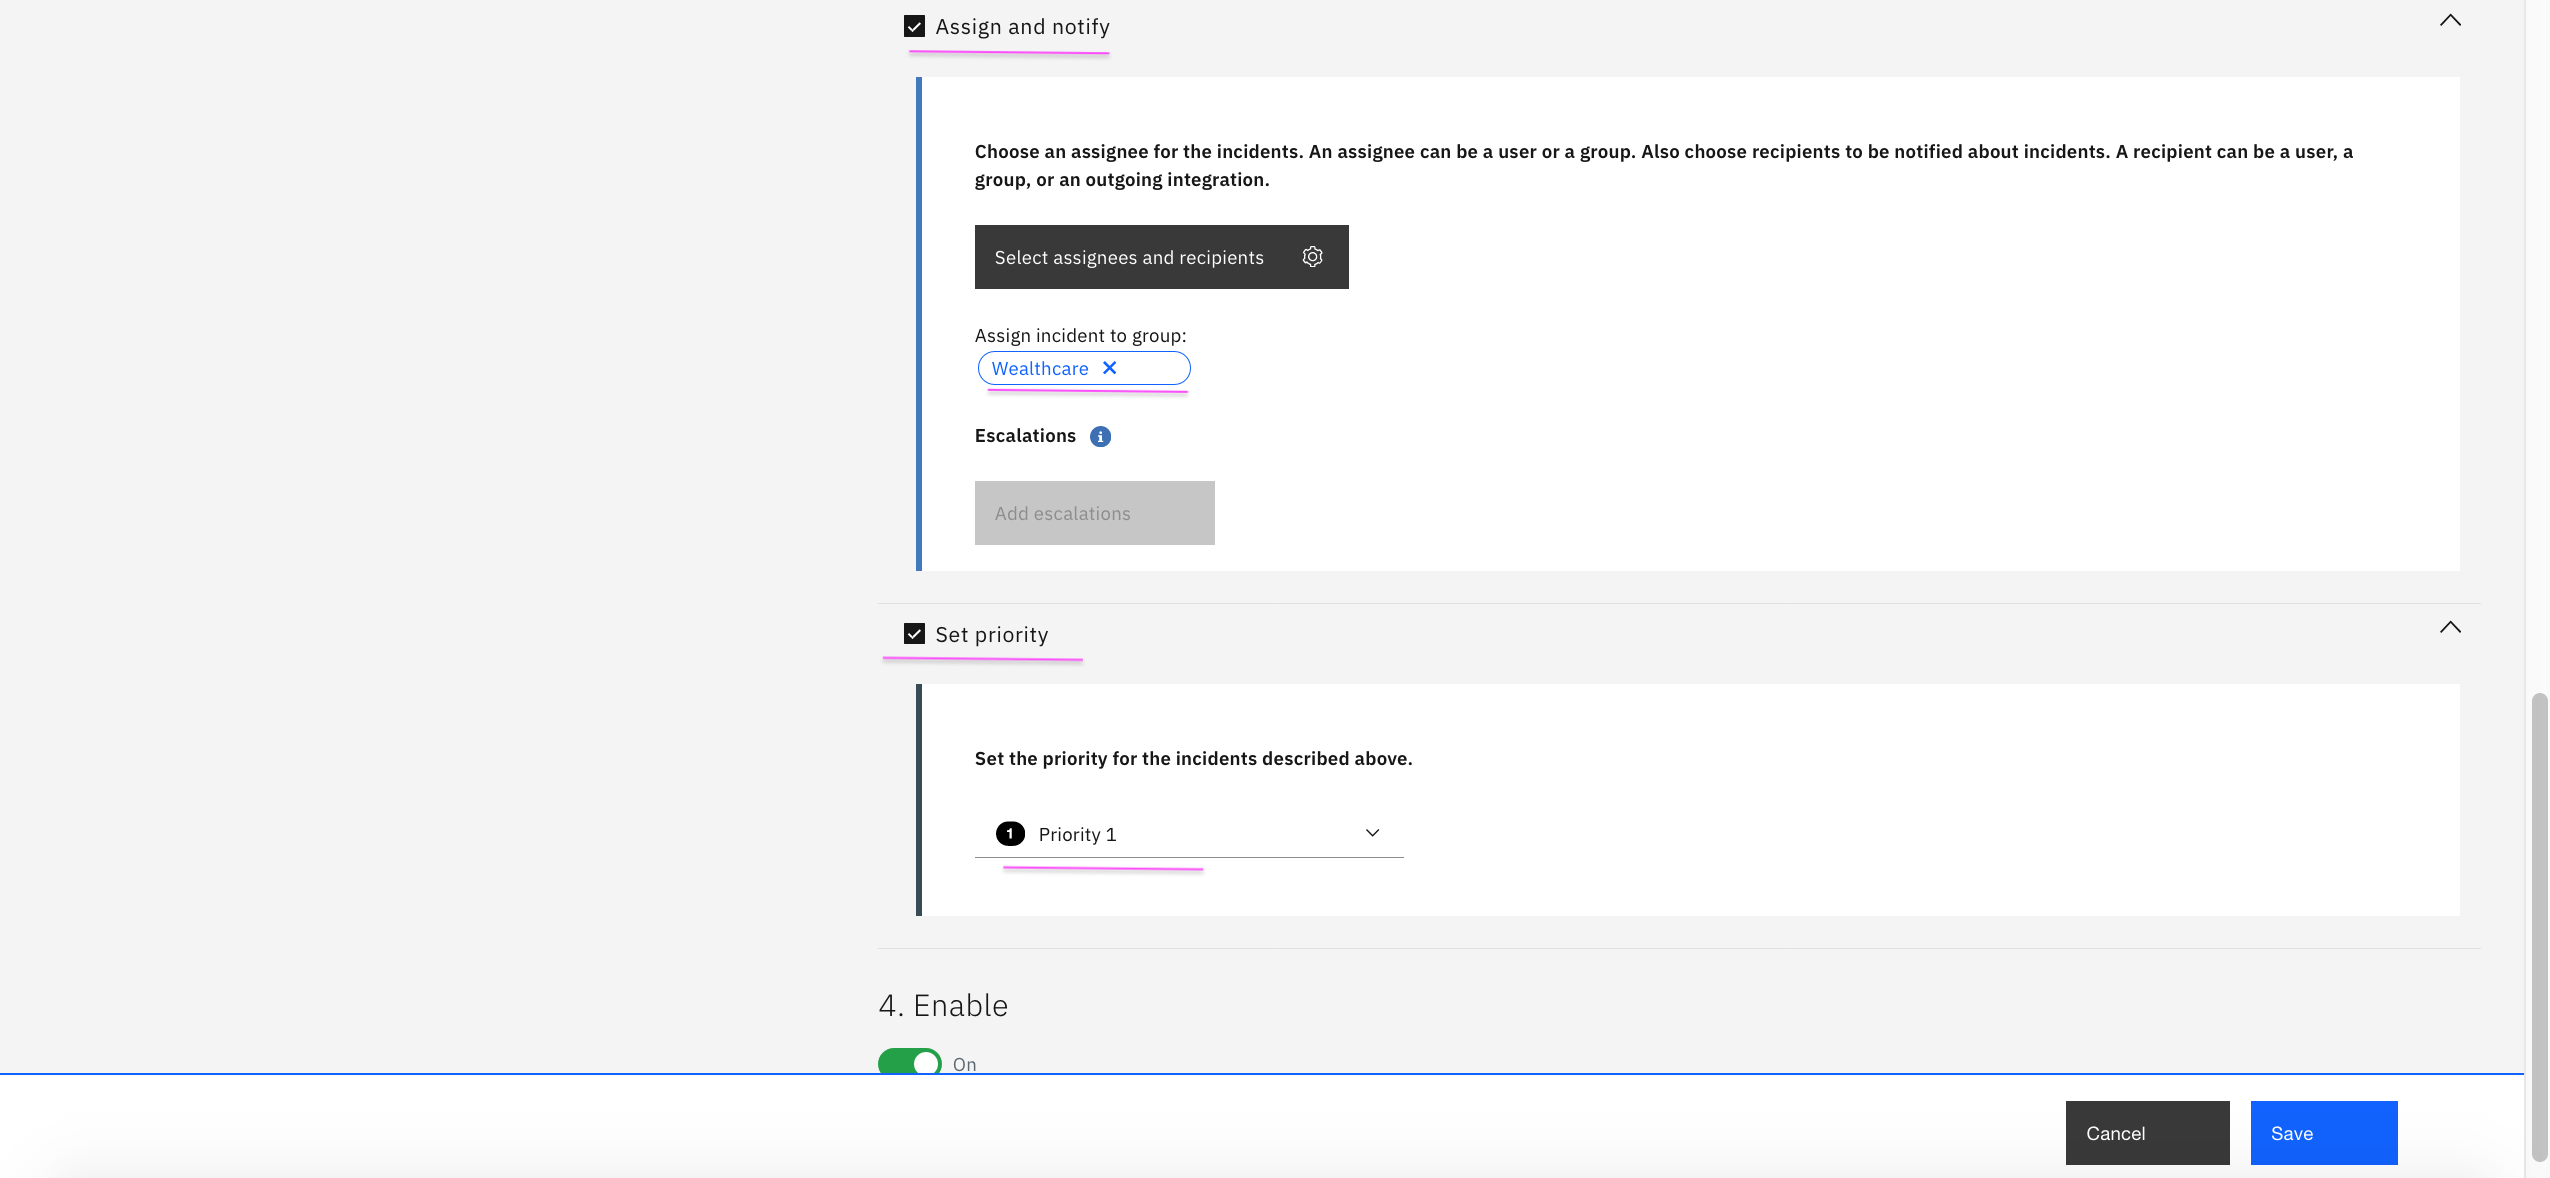 Assign and notify
Choose an assignee for the incidents. An assignee can be a user or a group. Also choose recipients to be notified about incidents. A recipient can be a user, a
group, or an outgoing integration.
Select assignees and recipients
Assign incident to group:
Wealthcare
Escalations
Add escalations
Set priority
Set the priority for the incidents described above.
1 Priority 1
4. Enable
On
Cancel
Save